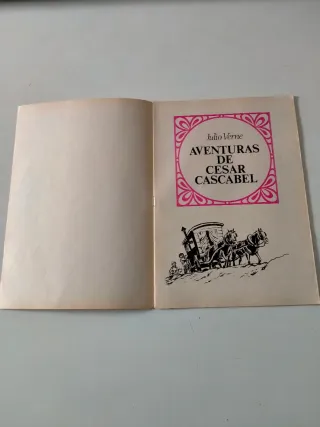 Julio Verne
AVENTURAS
DE
CESAR
CASCABEL